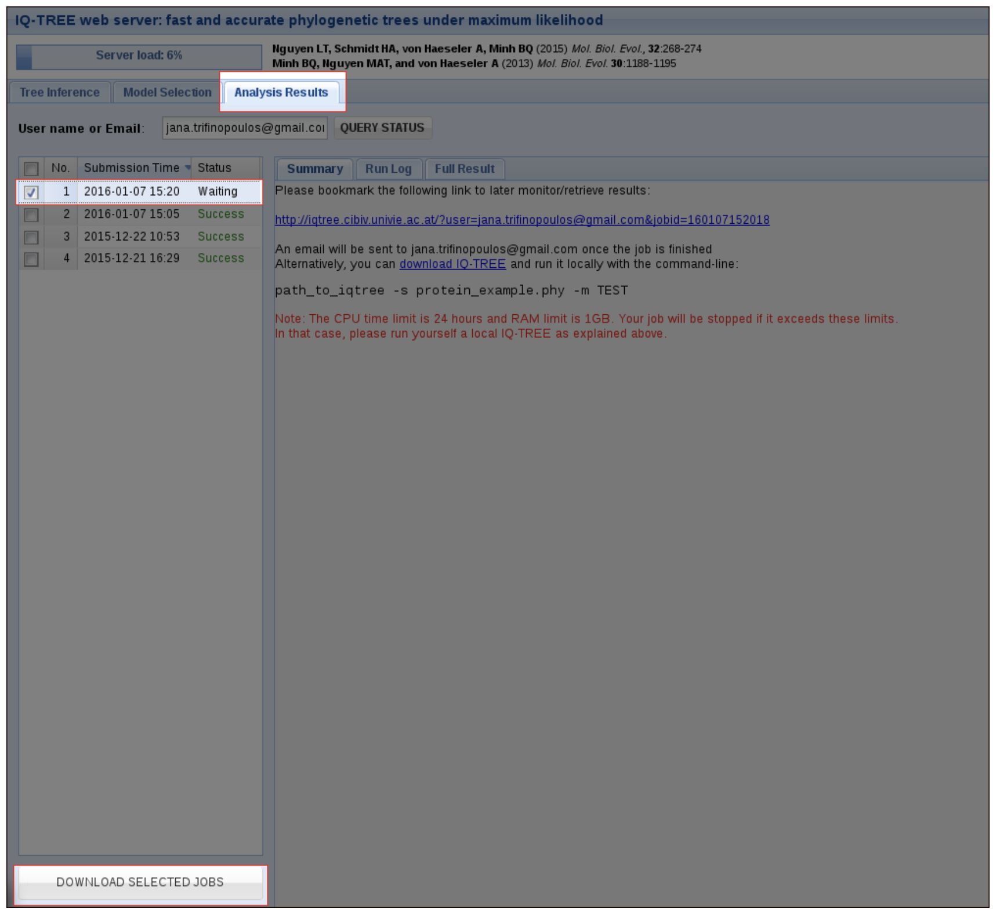 IQ-TREE web server: fast and accurate phylogenetic trees under maximum likelihood
Server load: 6%
Nguyen LT, Schmidt HA, von Haeseler A, Minh BQ (2015) Mol. Biol. Evol., 32:268-274
Minh BQ, Nguyen MAT, and von Haeseler A (2013) Mol. Biol. Evol. 30:1188-1195
Tree Inference Model Selection Analysis Results
User name or Email: jana.trifinopoulos@gmail.co QUERY STATUS
No. Submission Time Status
1 2016-01-07 15:20 Waiting
2 2016-01-07 15:05 Success
3 2015-12-22 10:53 Success
4 2015-12-21 16:29 Success
Summary Run Log Full Result
Please bookmark the following link to later monitor/retrieve results:
http://iqtree.cibiv.univie.ac.at/?user=jana.trifinopoulos@gmail.com&jobid=160107152018
An email will be sent to jana.trifinopoulos@gmail.com once the job is finished
Alternatively, you can download IQ-TREE and run it locally with the command-line:
path_to_iqtree -s protein_example.phy -m TEST
Note: The CPU time limit is 24 hours and RAM limit is 1GB. Your job will be stopped if it exceeds these limits.
In that case, please run yourself a local IQ-TREE as explained above.
DOWNLOAD SELECTED JOBS